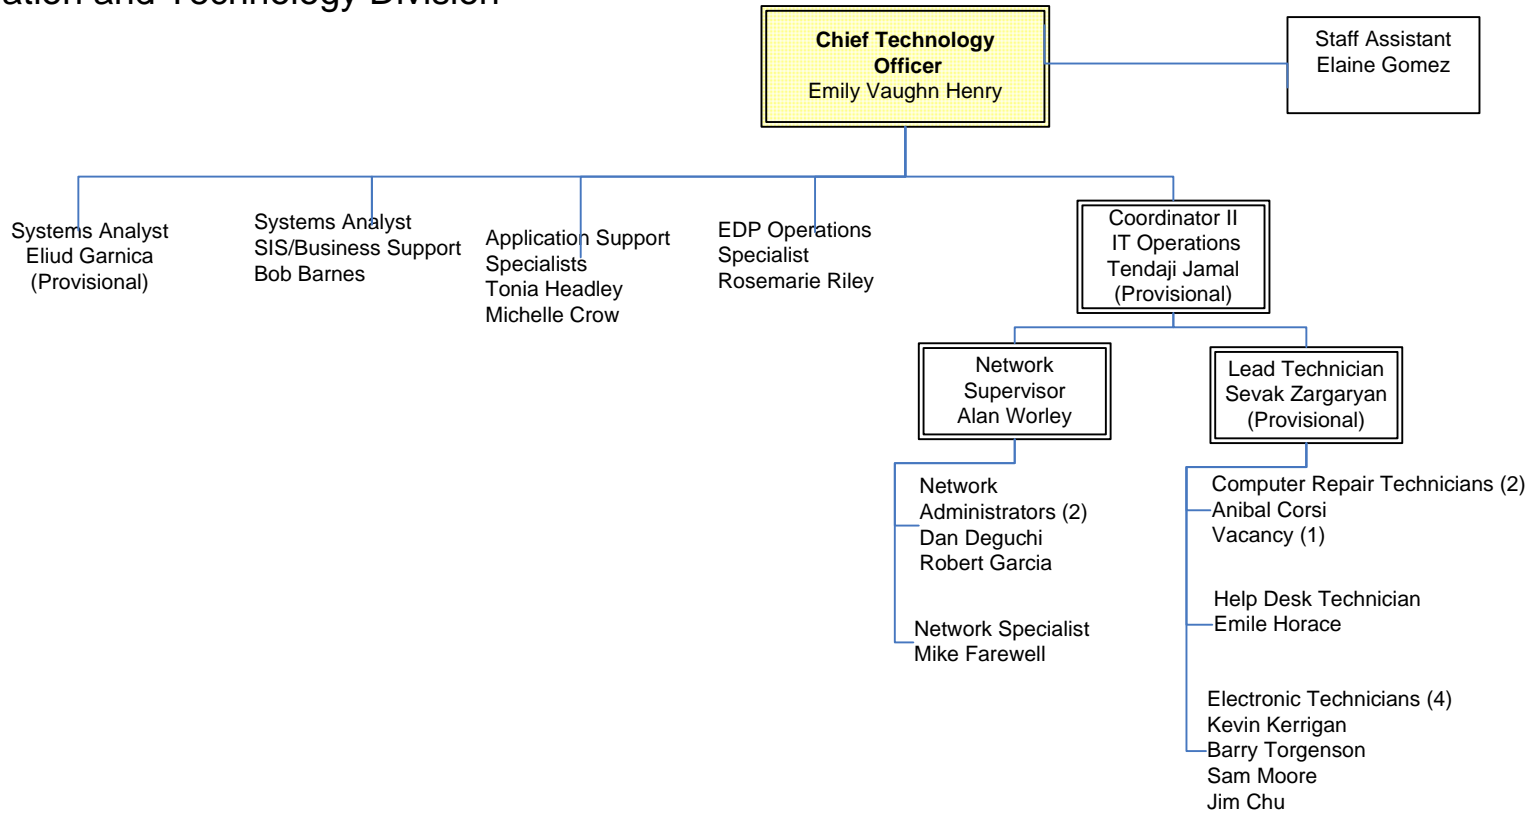 and Technology Division
Chief Technology
Officer
Emily Vaughn Henry
Staff Assistant
Elaine Gomez
Systems Analyst
Eliud Garnica
(Provisional)
Systems Analyst
SIS/Business Support
Bob Barnes
Application Support
Specialists
Tonia Headley
Michelle Crow
EDP Operations
Specialist
Rosemarie Riley
Coordinator II
IT Operations
Tendaji Jamal
(Provisional)
Network
Supervisor
Alan Worley
Lead Technician
Sevak Zargaryan
(Provisional)
Network
Administrators (2)
Dan Deguchi
Robert Garcia
Network Specialist
Mike Farewell
Computer Repair Technicians (2)
Anibal Corsi
Vacancy (1)
Help Desk Technician
Emile Horace
Electronic Technicians (4)
Kevin Kerrigan
Barry Torgenson
Sam Moore
Jim Chu